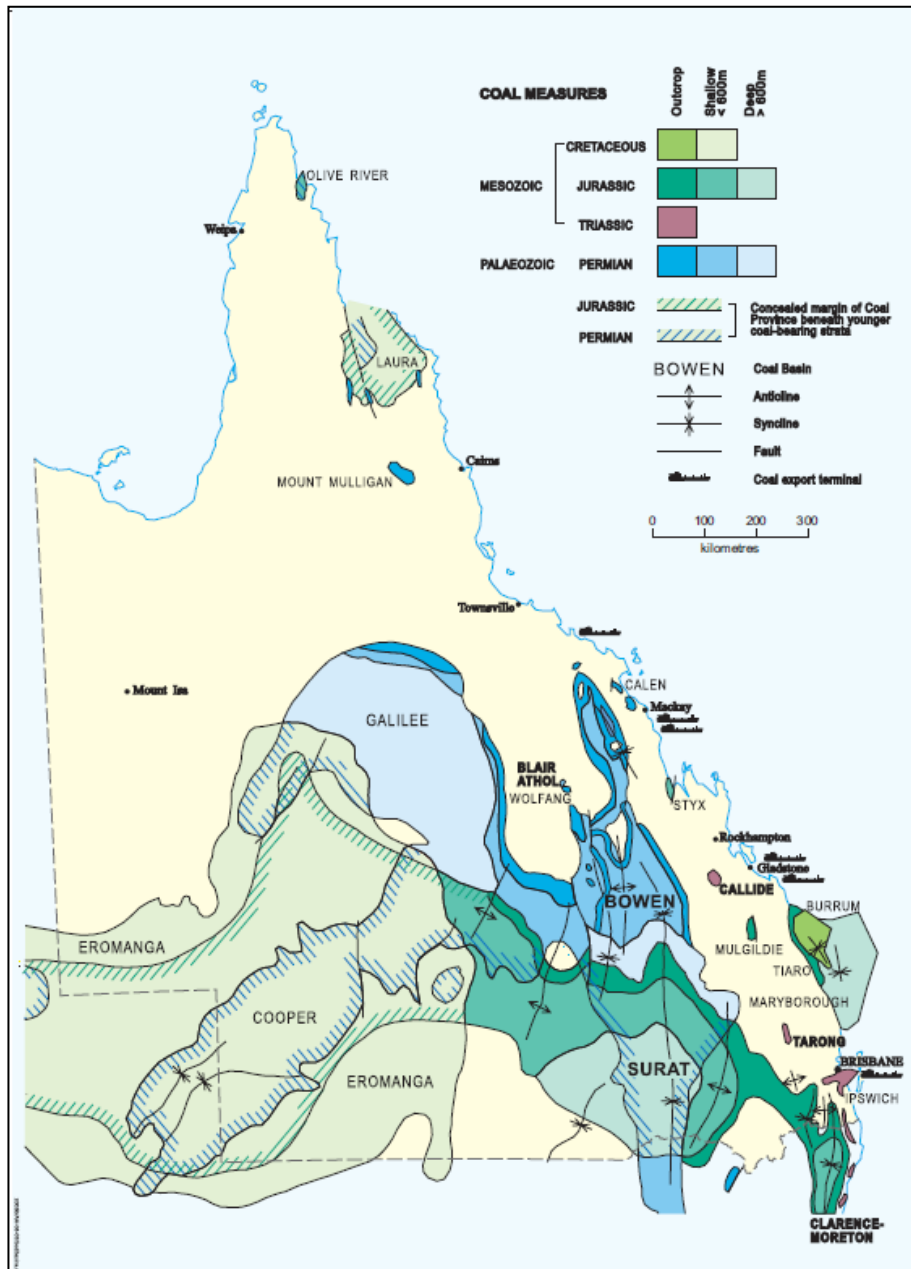 COAL MEASURES
Outcrop
Shallow
< 600m
Deep
> 600m
CRETACEOUS
MESOZOIC
JURASSIC
TRIASSIC
PALAEOZOIC
PERMIAN
JURASSIC
PERMIAN
Concealed margin of Coal
Province beneath younger
coal-bearing strata
BOWEN
Coal Basin
Anticline
Syncline
Fault
Coal export terminal
0 100 200 300
kilometres
OLIVE RIVER
Weipa
LAURA
Cairns
MOUNT MULLIGAN
Townsville
Mount Isa
GALILEE
CALEN
Mackay
BLAIR
ATHOL
WOLFANG
STYX
Rockhampton
Gladstone
CALLIDE
BOWEN
BURRUM
MULGILDIE
TIARO
EROMANGA
MARYBOROUGH
COOPER
TARONG
BRISBANE
EROMANGA
SURAT
IPSWICH
CLARENCE-
MORETON